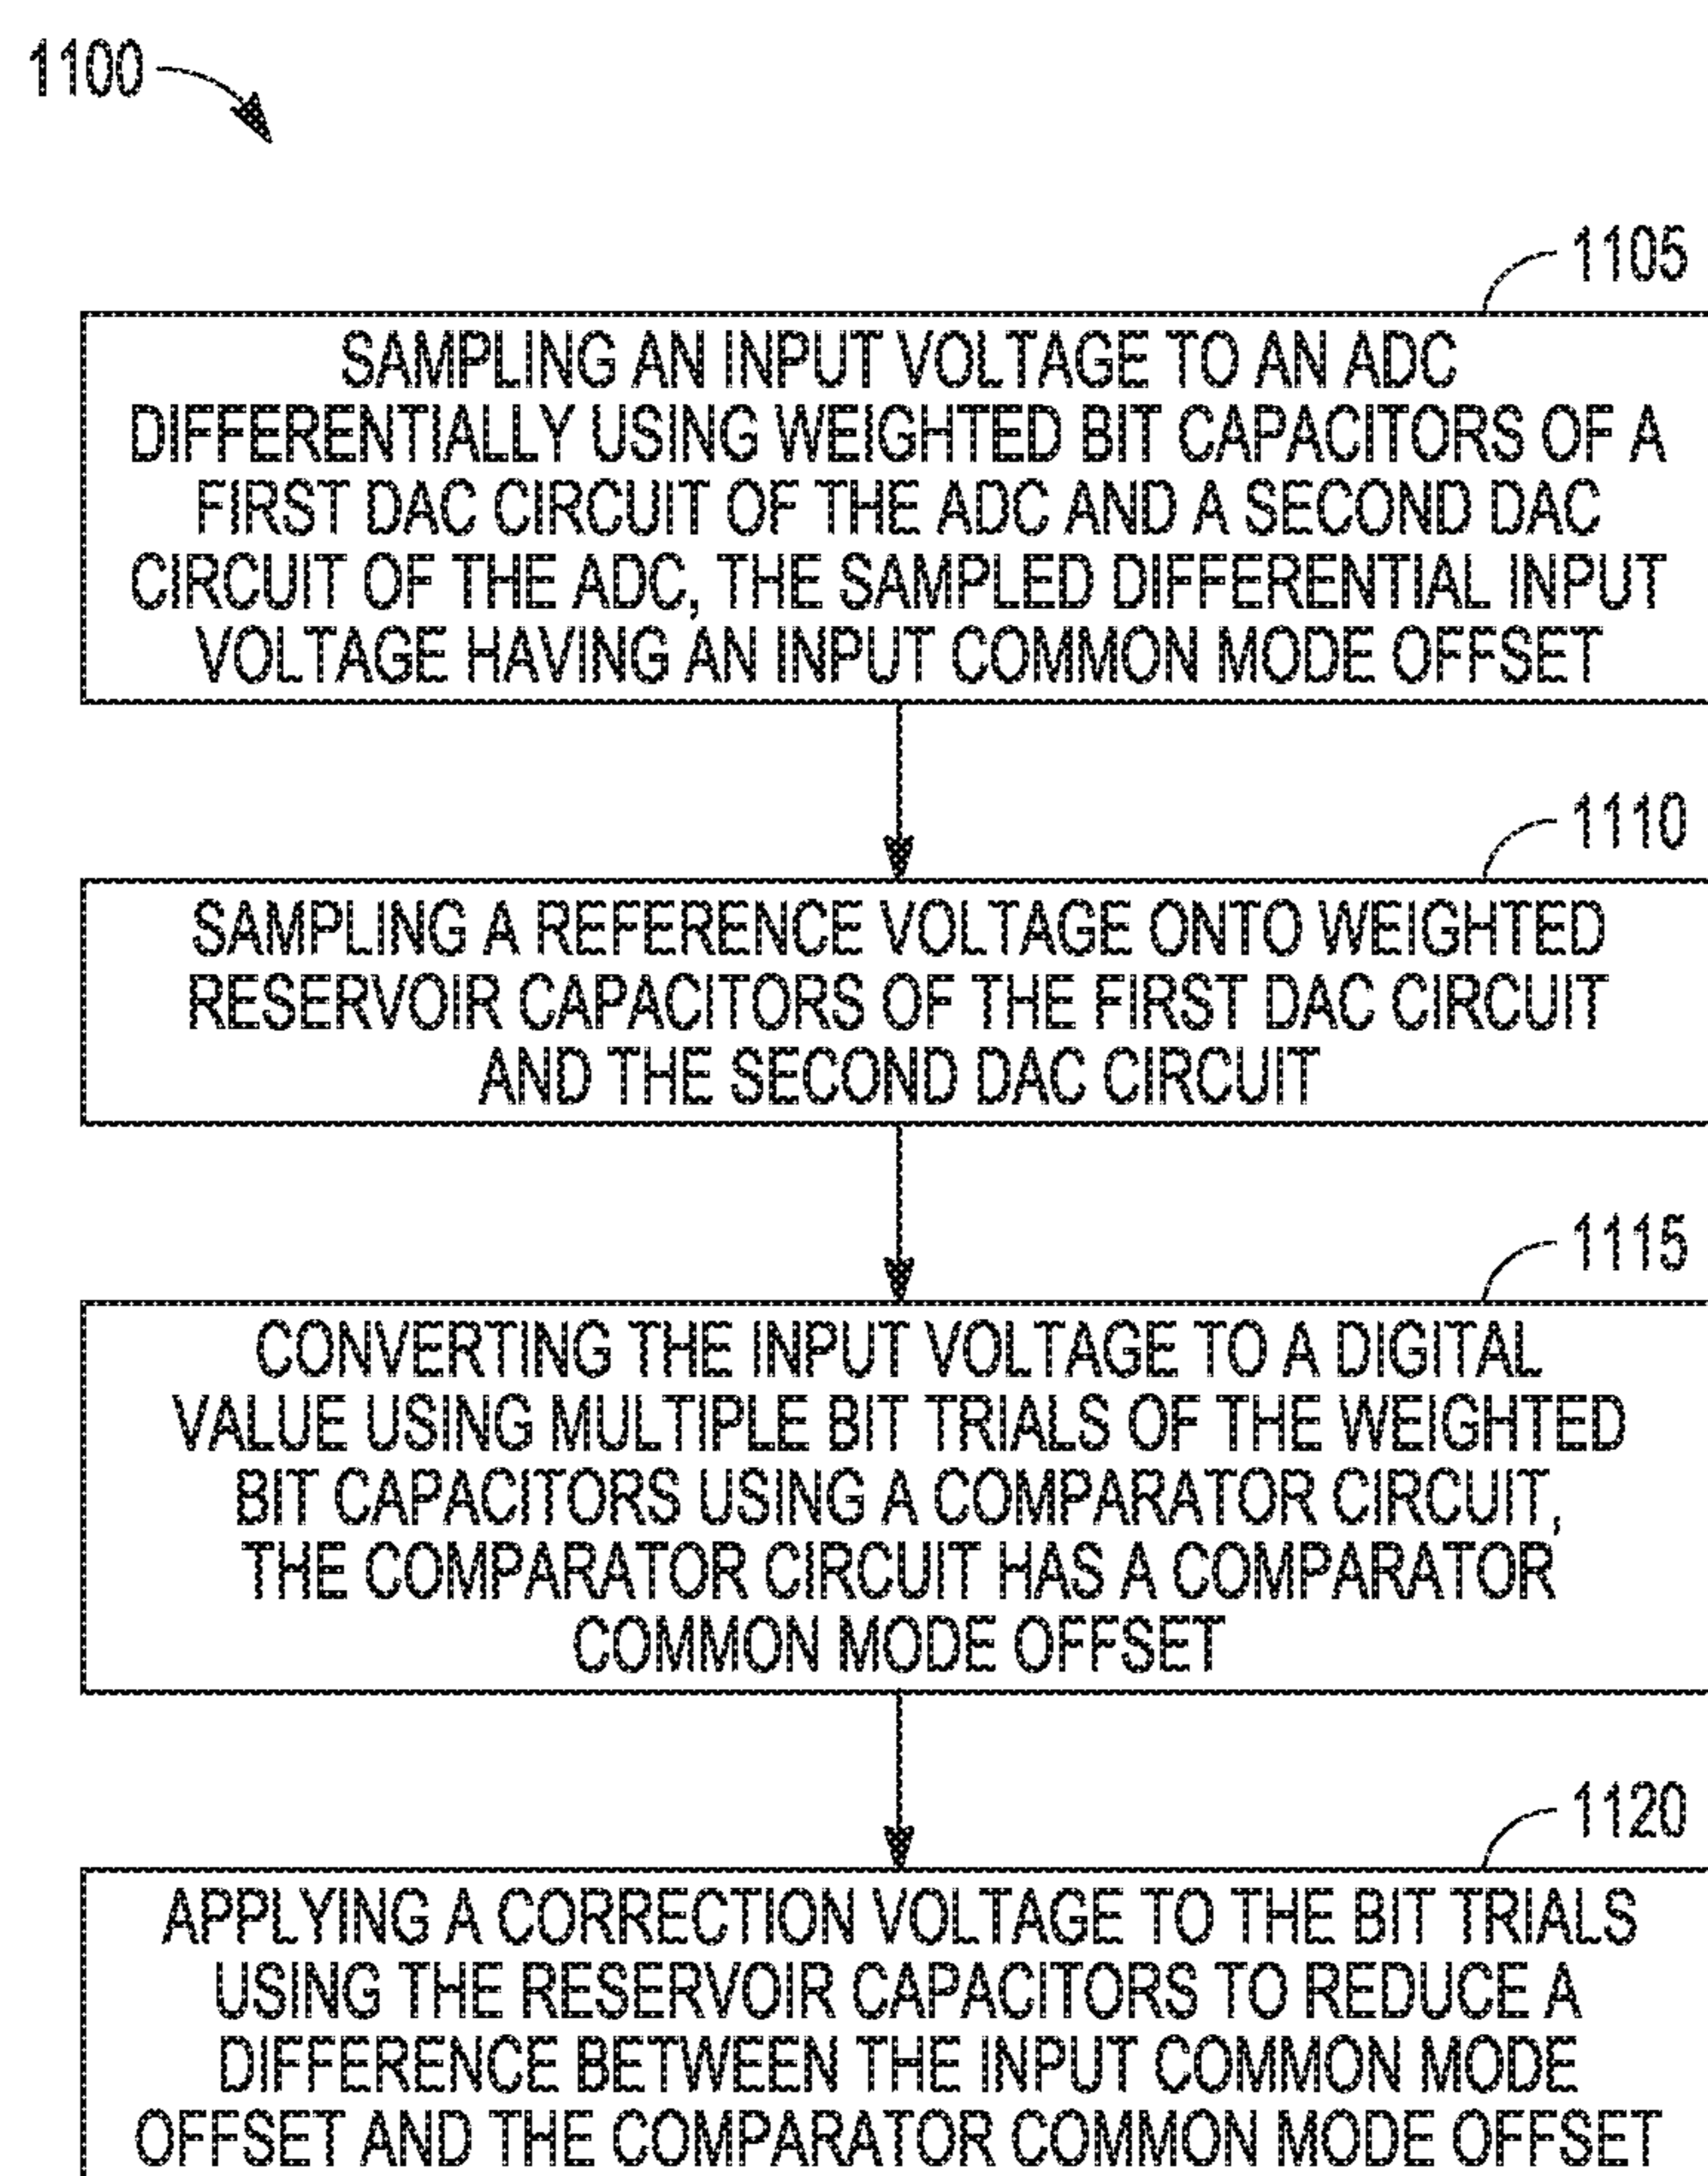 1100
1105
SAMPLING AN INPUT VOLTAGE TO AN ADC
DIFFERENTIALLY USING WEIGHTED BIT CAPACITORS OF A
FIRST DAC CIRCUIT OF THE ADC AND A SECOND DAC
CIRCUIT OF THE ADC, THE SAMPLED DIFFERENTIAL INPUT
VOLTAGE HAVING AN INPUT COMMON MODE OFFSET
1110
SAMPLING A REFERENCE VOLTAGE ONTO WEIGHTED
RESERVOIR CAPACITORS OF THE FIRST DAC CIRCUIT
AND THE SECOND DAC CIRCUIT
1115
CONVERTING THE INPUT VOLTAGE TO A DIGITAL
VALUE USING MULTIPLE BIT TRIALS OF THE WEIGHTED
BIT CAPACITORS USING A COMPARATOR CIRCUIT,
THE COMPARATOR CIRCUIT HAS A COMPARATOR
COMMON MODE OFFSET
1120
APPLYING A CORRECTION VOLTAGE TO THE BIT TRIALS
USING THE RESERVOIR CAPACITORS TO REDUCE A
DIFFERENCE BETWEEN THE INPUT COMMON MODE
OFFSET AND THE COMPARATOR COMMON MODE OFFSET